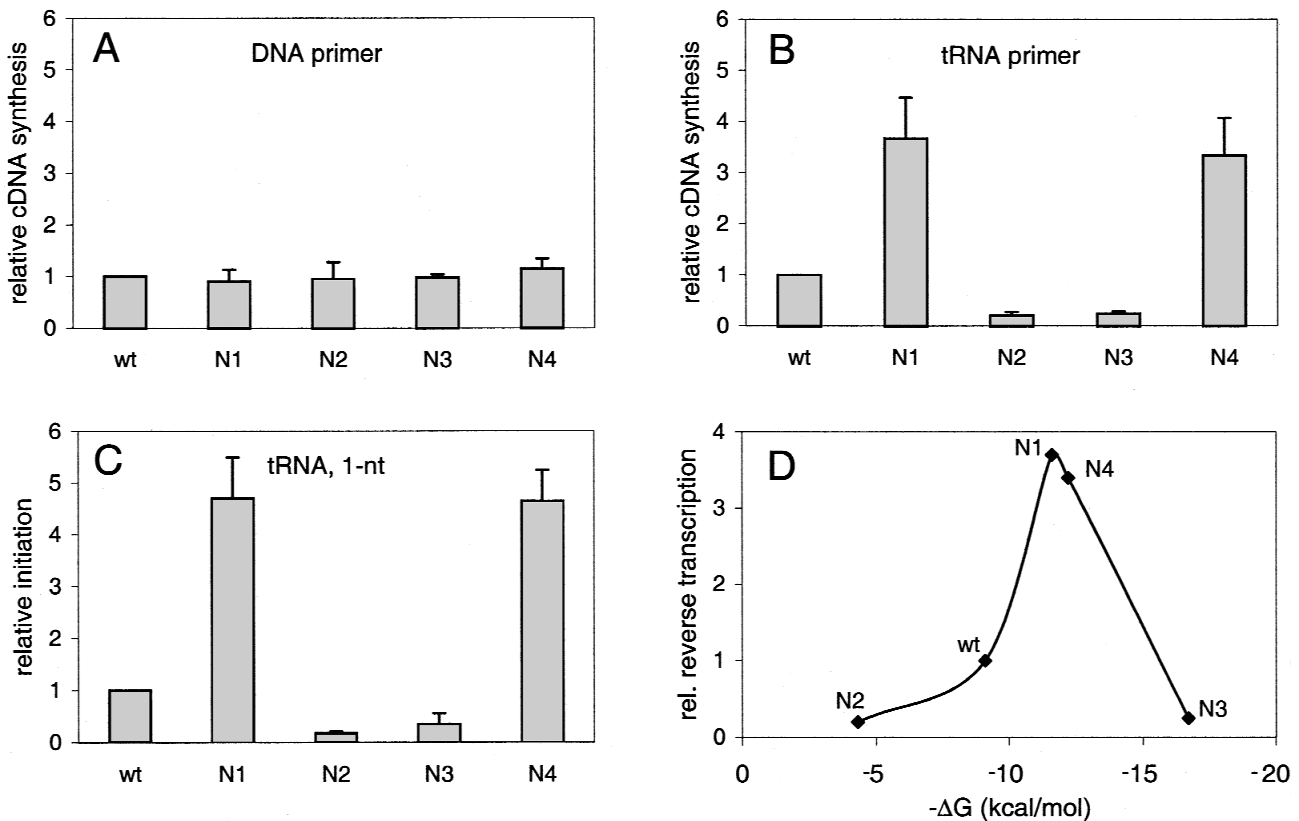 A
DNA primer
relative cDNA synthesis
6
5
4
3
2
1
0
wt N1 N2 N3 N4
B
tRNA primer
relative cDNA synthesis
6
5
4
3
2
1
0
wt N1 N2 N3 N4
C
tRNA, 1-nt
relative initiation
6
5
4
3
2
1
0
wt N1 N2 N3 N4
D
rel. reverse transcription
4
3
2
1
0
N1
N4
wt
N2
N3
0 -5 -10 -15 -20
-ΔG (kcal/mol)